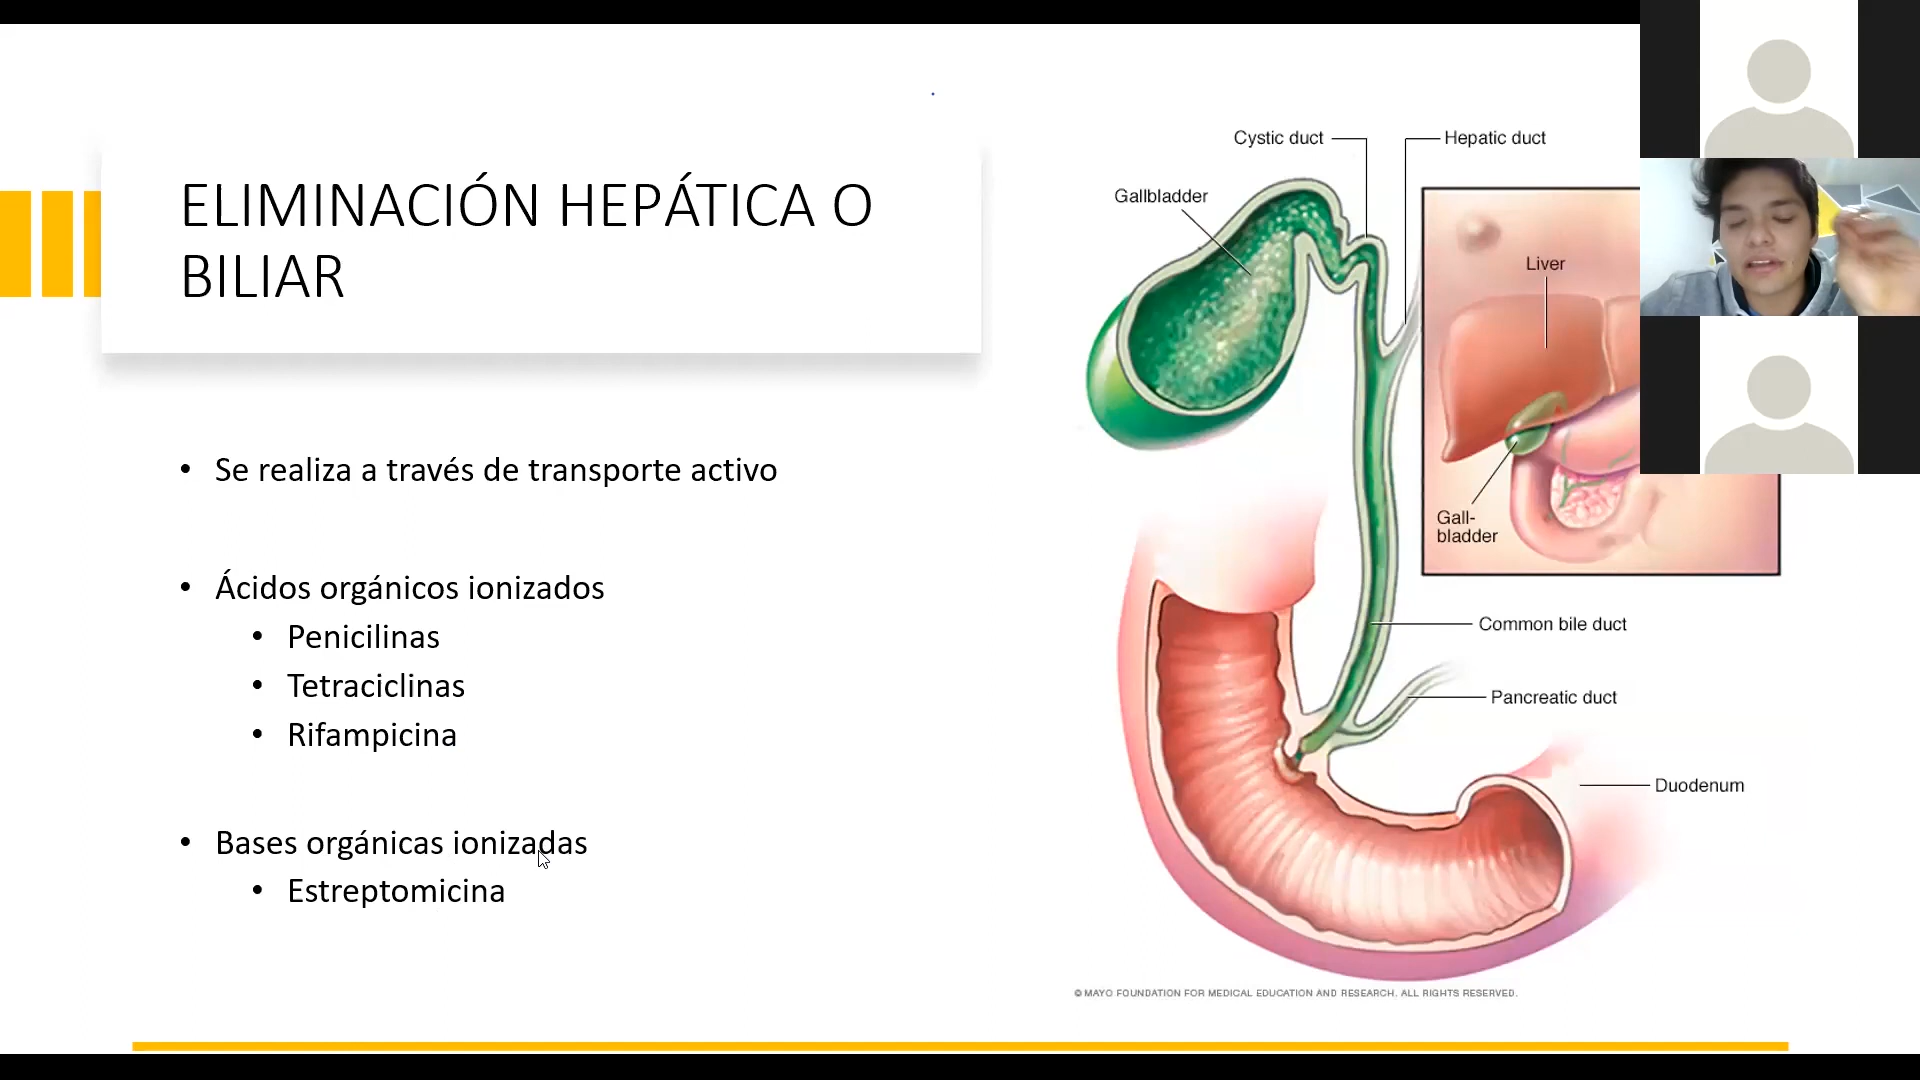 ELIMINACIÓN HEPÁTICA O
BILIAR
• Se realiza a través de transporte activo
• Ácidos orgánicos ionizados
• Penicilinas
• Tetraciclinas
• Rifampicina
• Bases orgánicas ionizadas
• Estreptomicina
Cystic duct
Hepatic duct
Gallbladder
Liver
Gall-
bladder
Common bile duct
Pancreatic duct
Duodenum
© MAYO FOUNDATION FOR MEDICAL EDUCATION AND RESEARCH. ALL RIGHTS RESERVED.